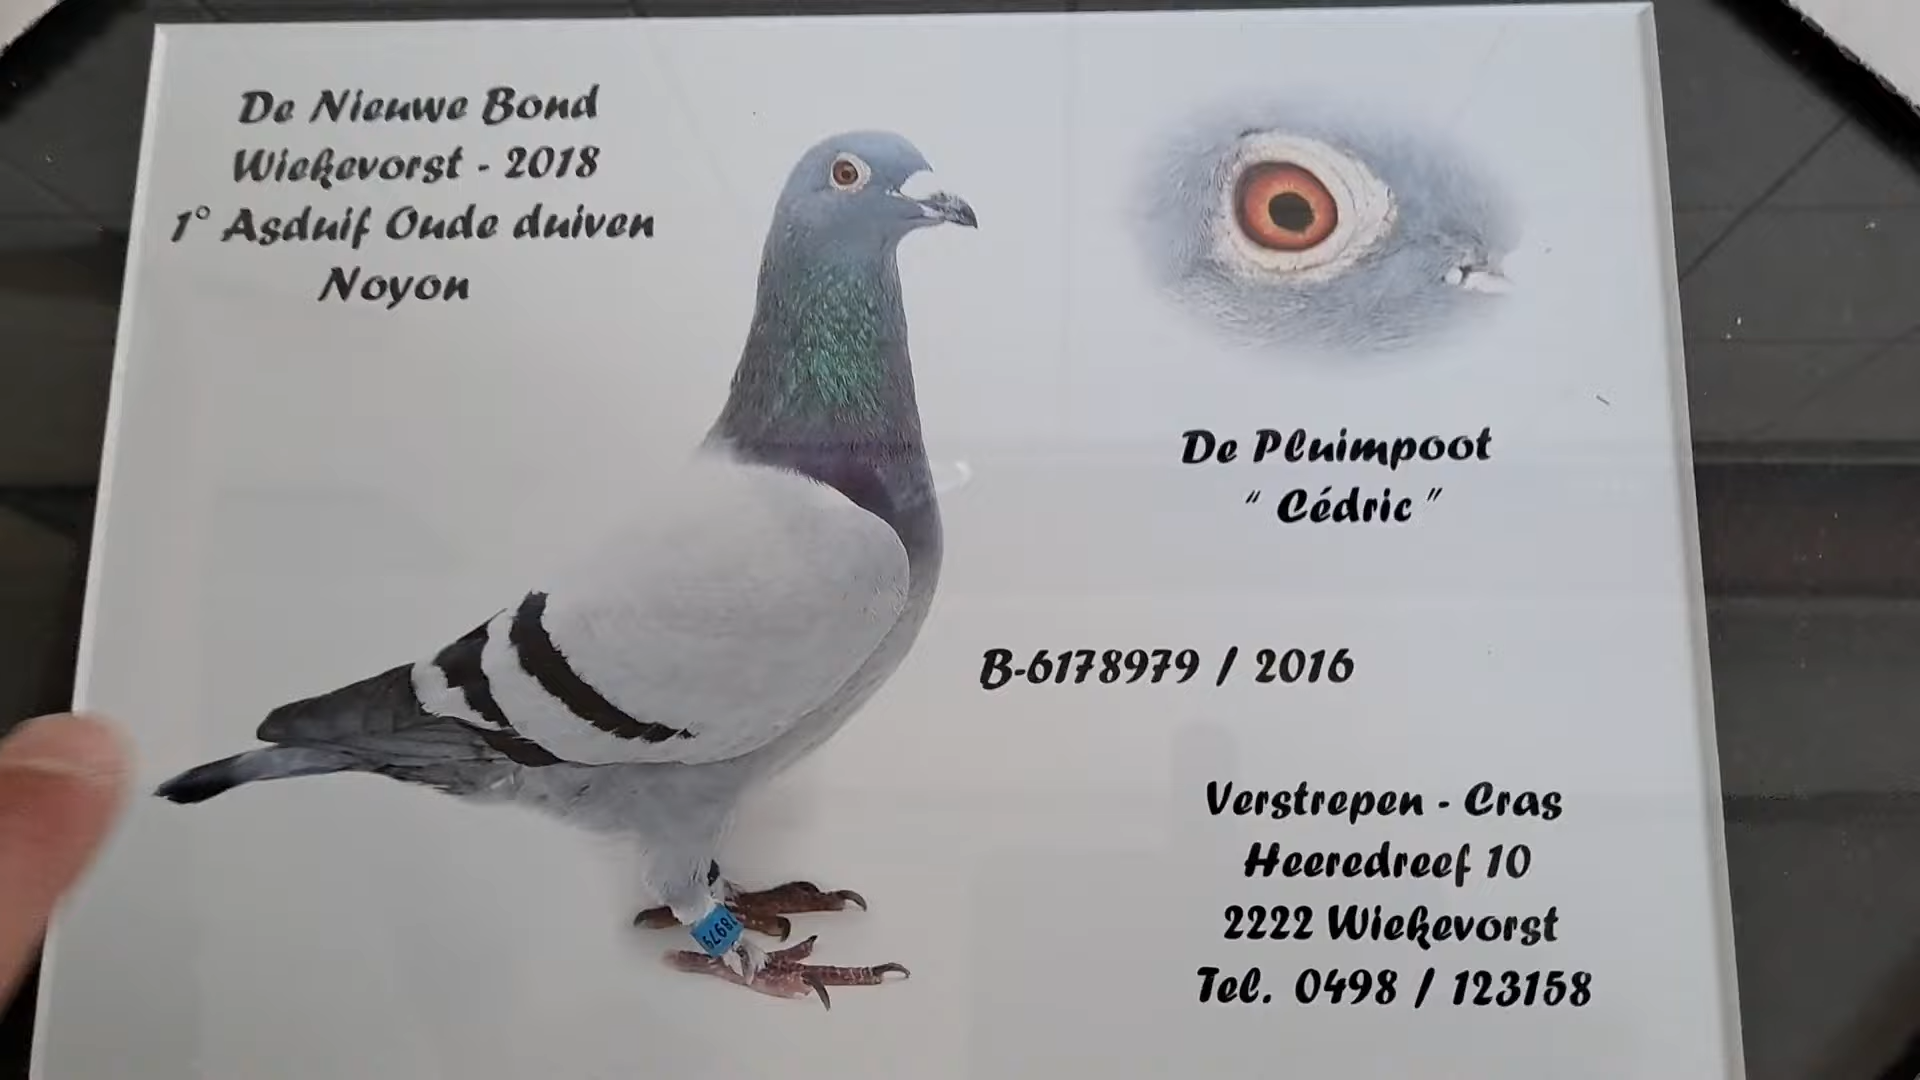 De Nieuwe Bond
Wiekevorst - 2018
1° Asduif Oude duiven
Noyon
De Pluimpoot
“ Cédric ”
B-6178979 / 2016
Verstrepen - Cras
Heeredreef 10
2222 Wiekevorst
Tel. 0498 / 123158
78979